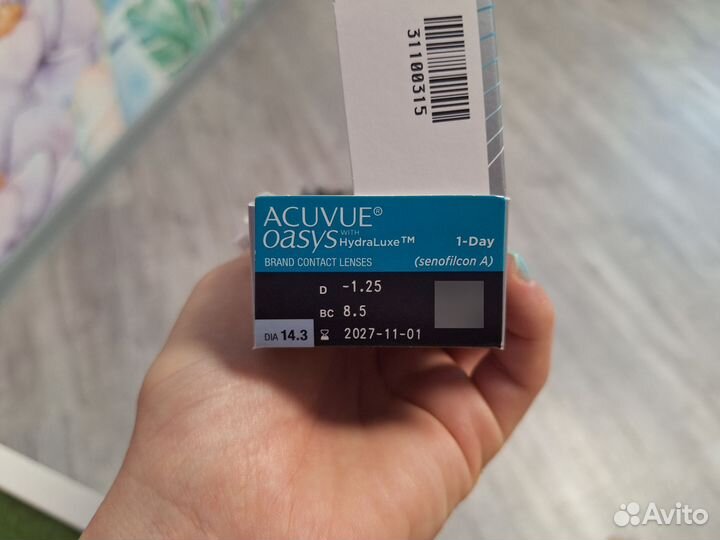 31100315
ACUVUE®
oasys WITH HydraLuxe™ 1-Day
BRAND CONTACT LENSES (senofilcon A)
D -1.25
BC 8.5
DIA 14.3 2027-11-01
Avito